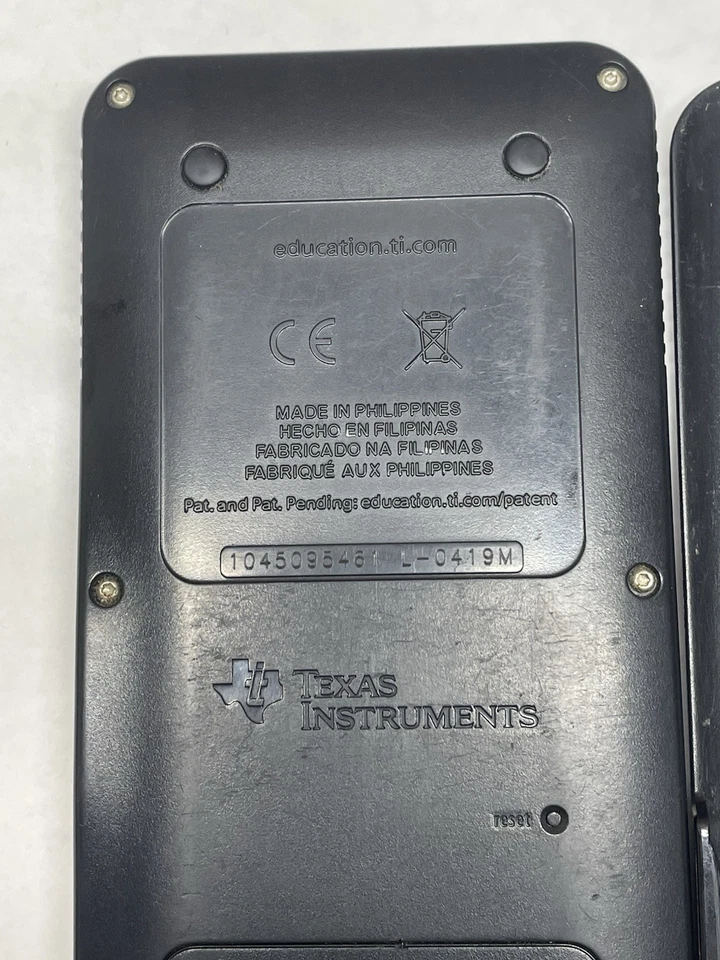 education.ti.com
CE
MADE IN PHILIPPINES
HECHO EN FILIPINAS
FABRICADO NA FILIPINAS
FABRIQUÉ AUX PHILIPPINES
Pat. and Pat. Pending: education.ti.com/patent
1045095461 L-0419M
TEXAS
INSTRUMENTS
reset